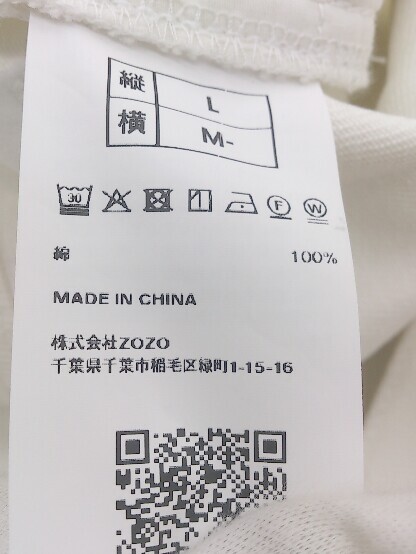 縦 L
横 M-
30
F W
綿 100%
MADE IN CHINA
株式会社ZOZO
千葉県千葉市稲毛区緑町1-15-16